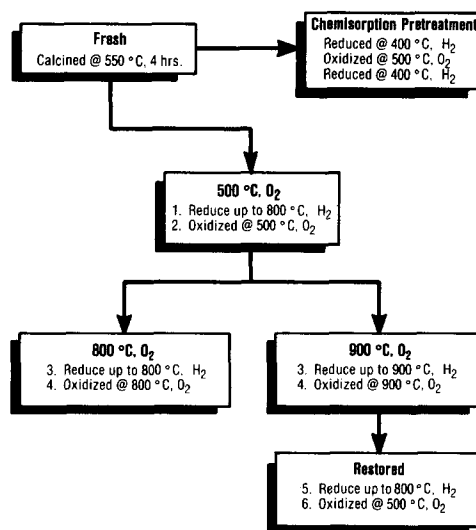 Fresh
Calcined @ 550 °C, 4 hrs.
Chemisorption Pretreatment
Reduced @ 400 °C, H2
Oxidized @ 500 °C, O2
Reduced @ 400 °C, H2
500 °C, O2
1. Reduce up to 800 °C, H2
2. Oxidized @ 500 °C, O2
800 °C, O2
3. Reduce up to 800 °C, H2
4. Oxidized @ 800 °C, O2
900 °C, O2
3. Reduce up to 900 °C, H2
4. Oxidized @ 900 °C, O2
Restored
5. Reduce up to 800 °C, H2
6. Oxidized @ 500 °C, O2